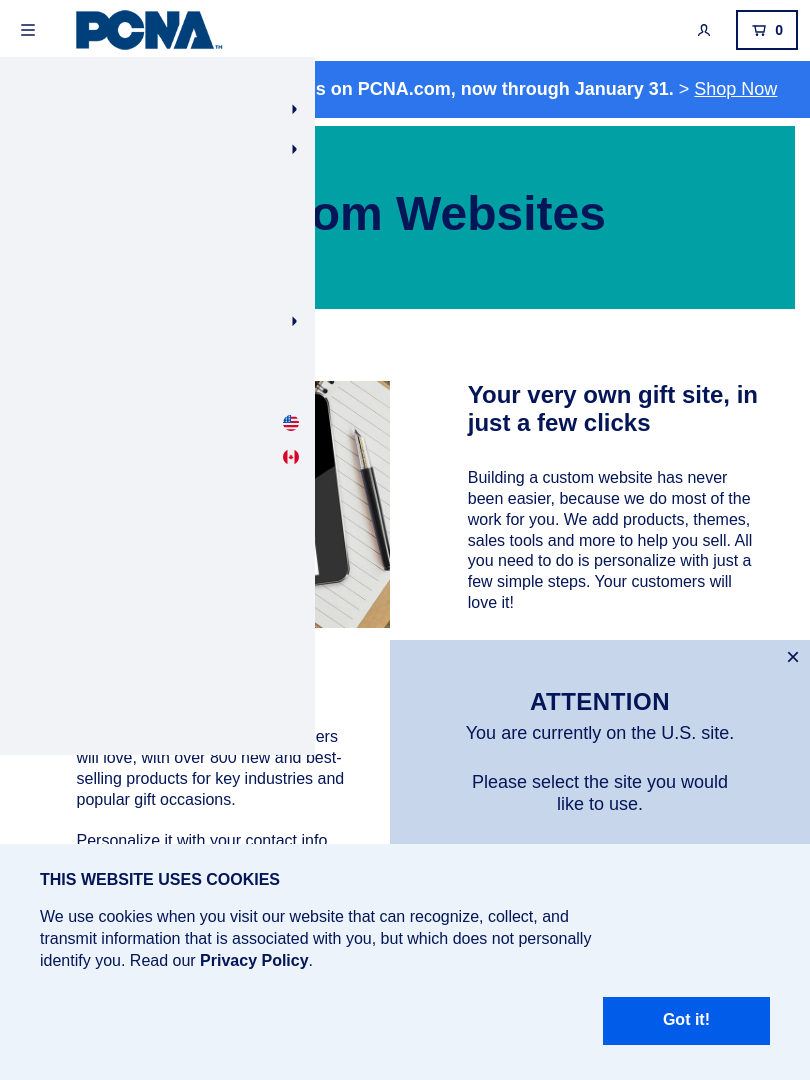 PCNA™
0
s on PCNA.com, now through January 31. > Shop Now
om Websites
Your very own gift site, in
just a few clicks
Building a custom website has never
been easier, because we do most of the
work for you. We add products, themes,
sales tools and more to help you sell. All
you need to do is personalize with just a
few simple steps. Your customers will
love it!
ers
will love, with over 800 new and best-
selling products for key industries and
popular gift occasions.
Personalize it with your contact info,
ATTENTION
You are currently on the U.S. site.
Please select the site you would
like to use.
THIS WEBSITE USES COOKIES
We use cookies when you visit our website that can recognize, collect, and
transmit information that is associated with you, but which does not personally
identify you. Read our Privacy Policy.
Got it!